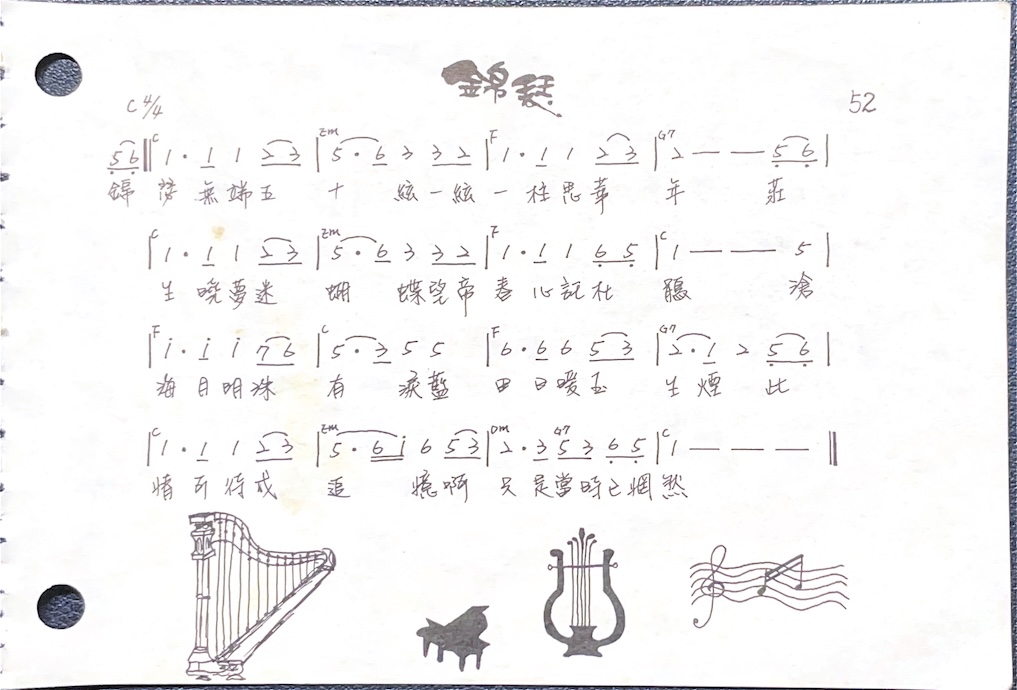 錦瑟
C 4/4
52
C Em F G7
5 6 ‖ 1 · 1 1 2 3 | 5 · 6 3 3 2 | 1 · 1 1 2 3 | 2 — — 5 6 |
錦 瑟 無 端 五 十 絃 一 絃 一 柱 思 華 年 莊
C Em F C
| 1 · 1 1 2 3 | 5 · 6 3 3 2 | 1 · 1 1 6 5 | 1 — — 5 |
生 曉 夢 迷 蝴 蝶 望 帝 春 心 託 杜 鵑 滄
F C F G7
| i · i i 7 6 | 5 · 3 5 5 | 6 · 6 6 5 3 | 2 · 1 2 5 6 |
海 月 明 珠 有 淚 藍 田 日 暖 玉 生 煙 此
C Em Dm G7 C
| 1 · 1 1 2 3 | 5 · 6 i 6 5 3 | 2 · 3 5 3 6 5 | 1 — — — ‖
情 可 待 成 追 憶 啊 只 是 當 時 已 惘 然